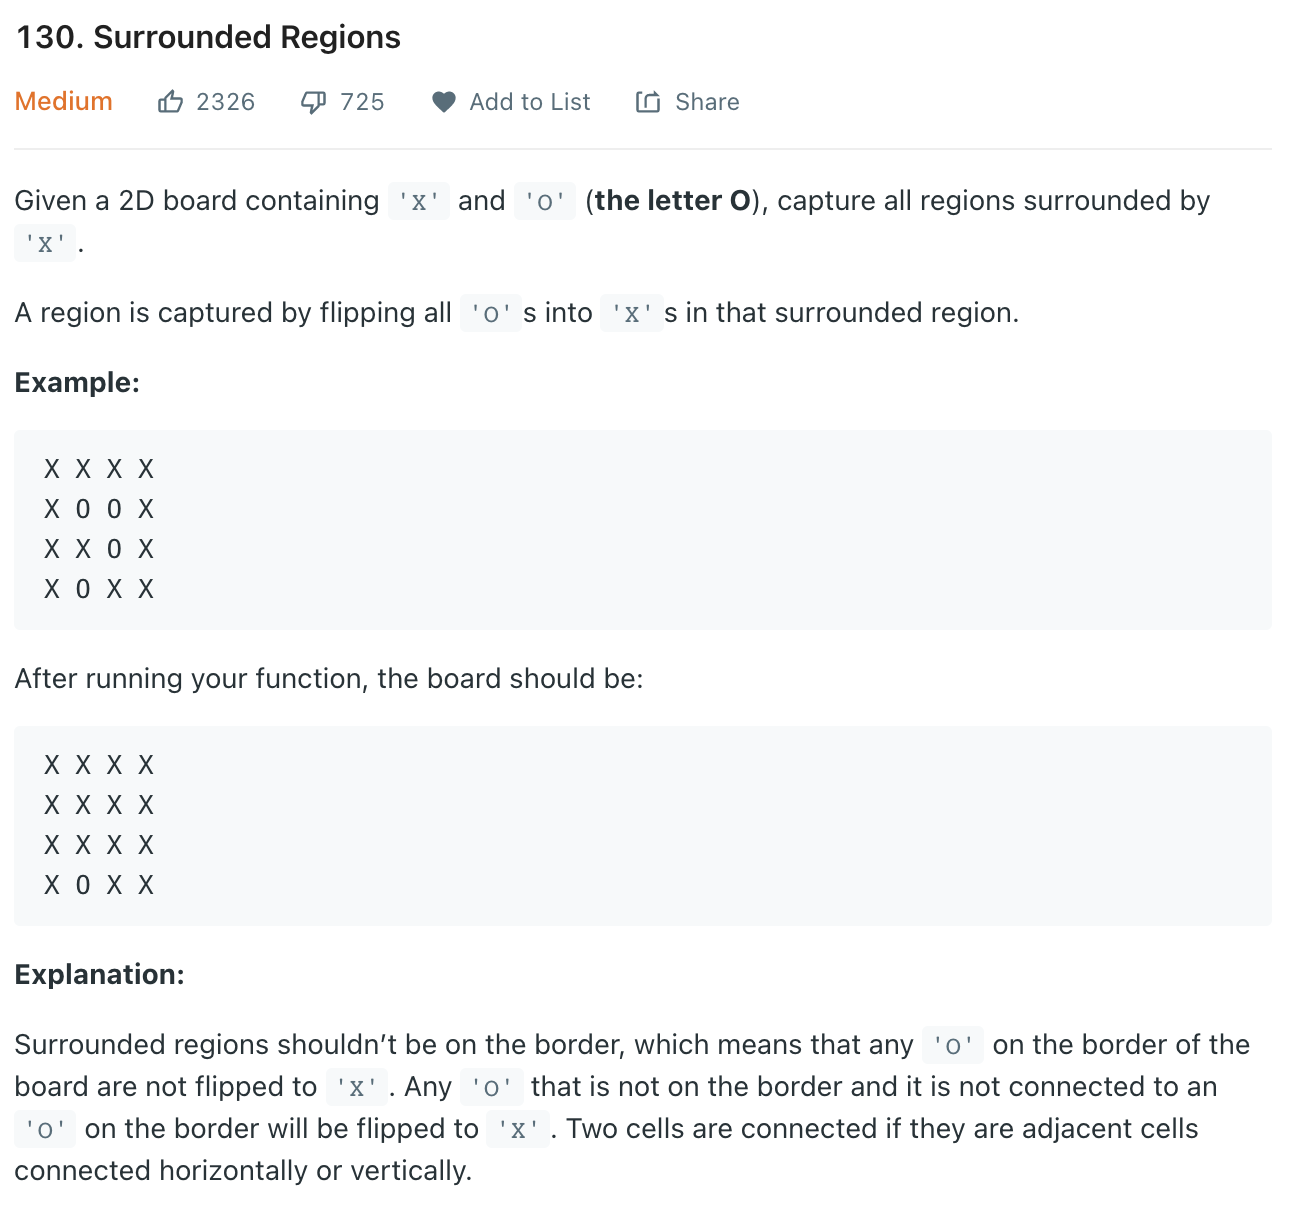 130. Surrounded Regions
Medium 2326 725 Add to List Share
Given a 2D board containing 'X' and 'O' (the letter O), capture all regions surrounded by
'X'.
A region is captured by flipping all 'O's into 'X's in that surrounded region.
Example:
X X X X
X O O X
X X O X
X O X X
After running your function, the board should be:
X X X X
X X X X
X X X X
X O X X
Explanation:
Surrounded regions shouldn’t be on the border, which means that any 'O' on the border of the
board are not flipped to 'X'. Any 'O' that is not on the border and it is not connected to an
'O' on the border will be flipped to 'X'. Two cells are connected if they are adjacent cells
connected horizontally or vertically.